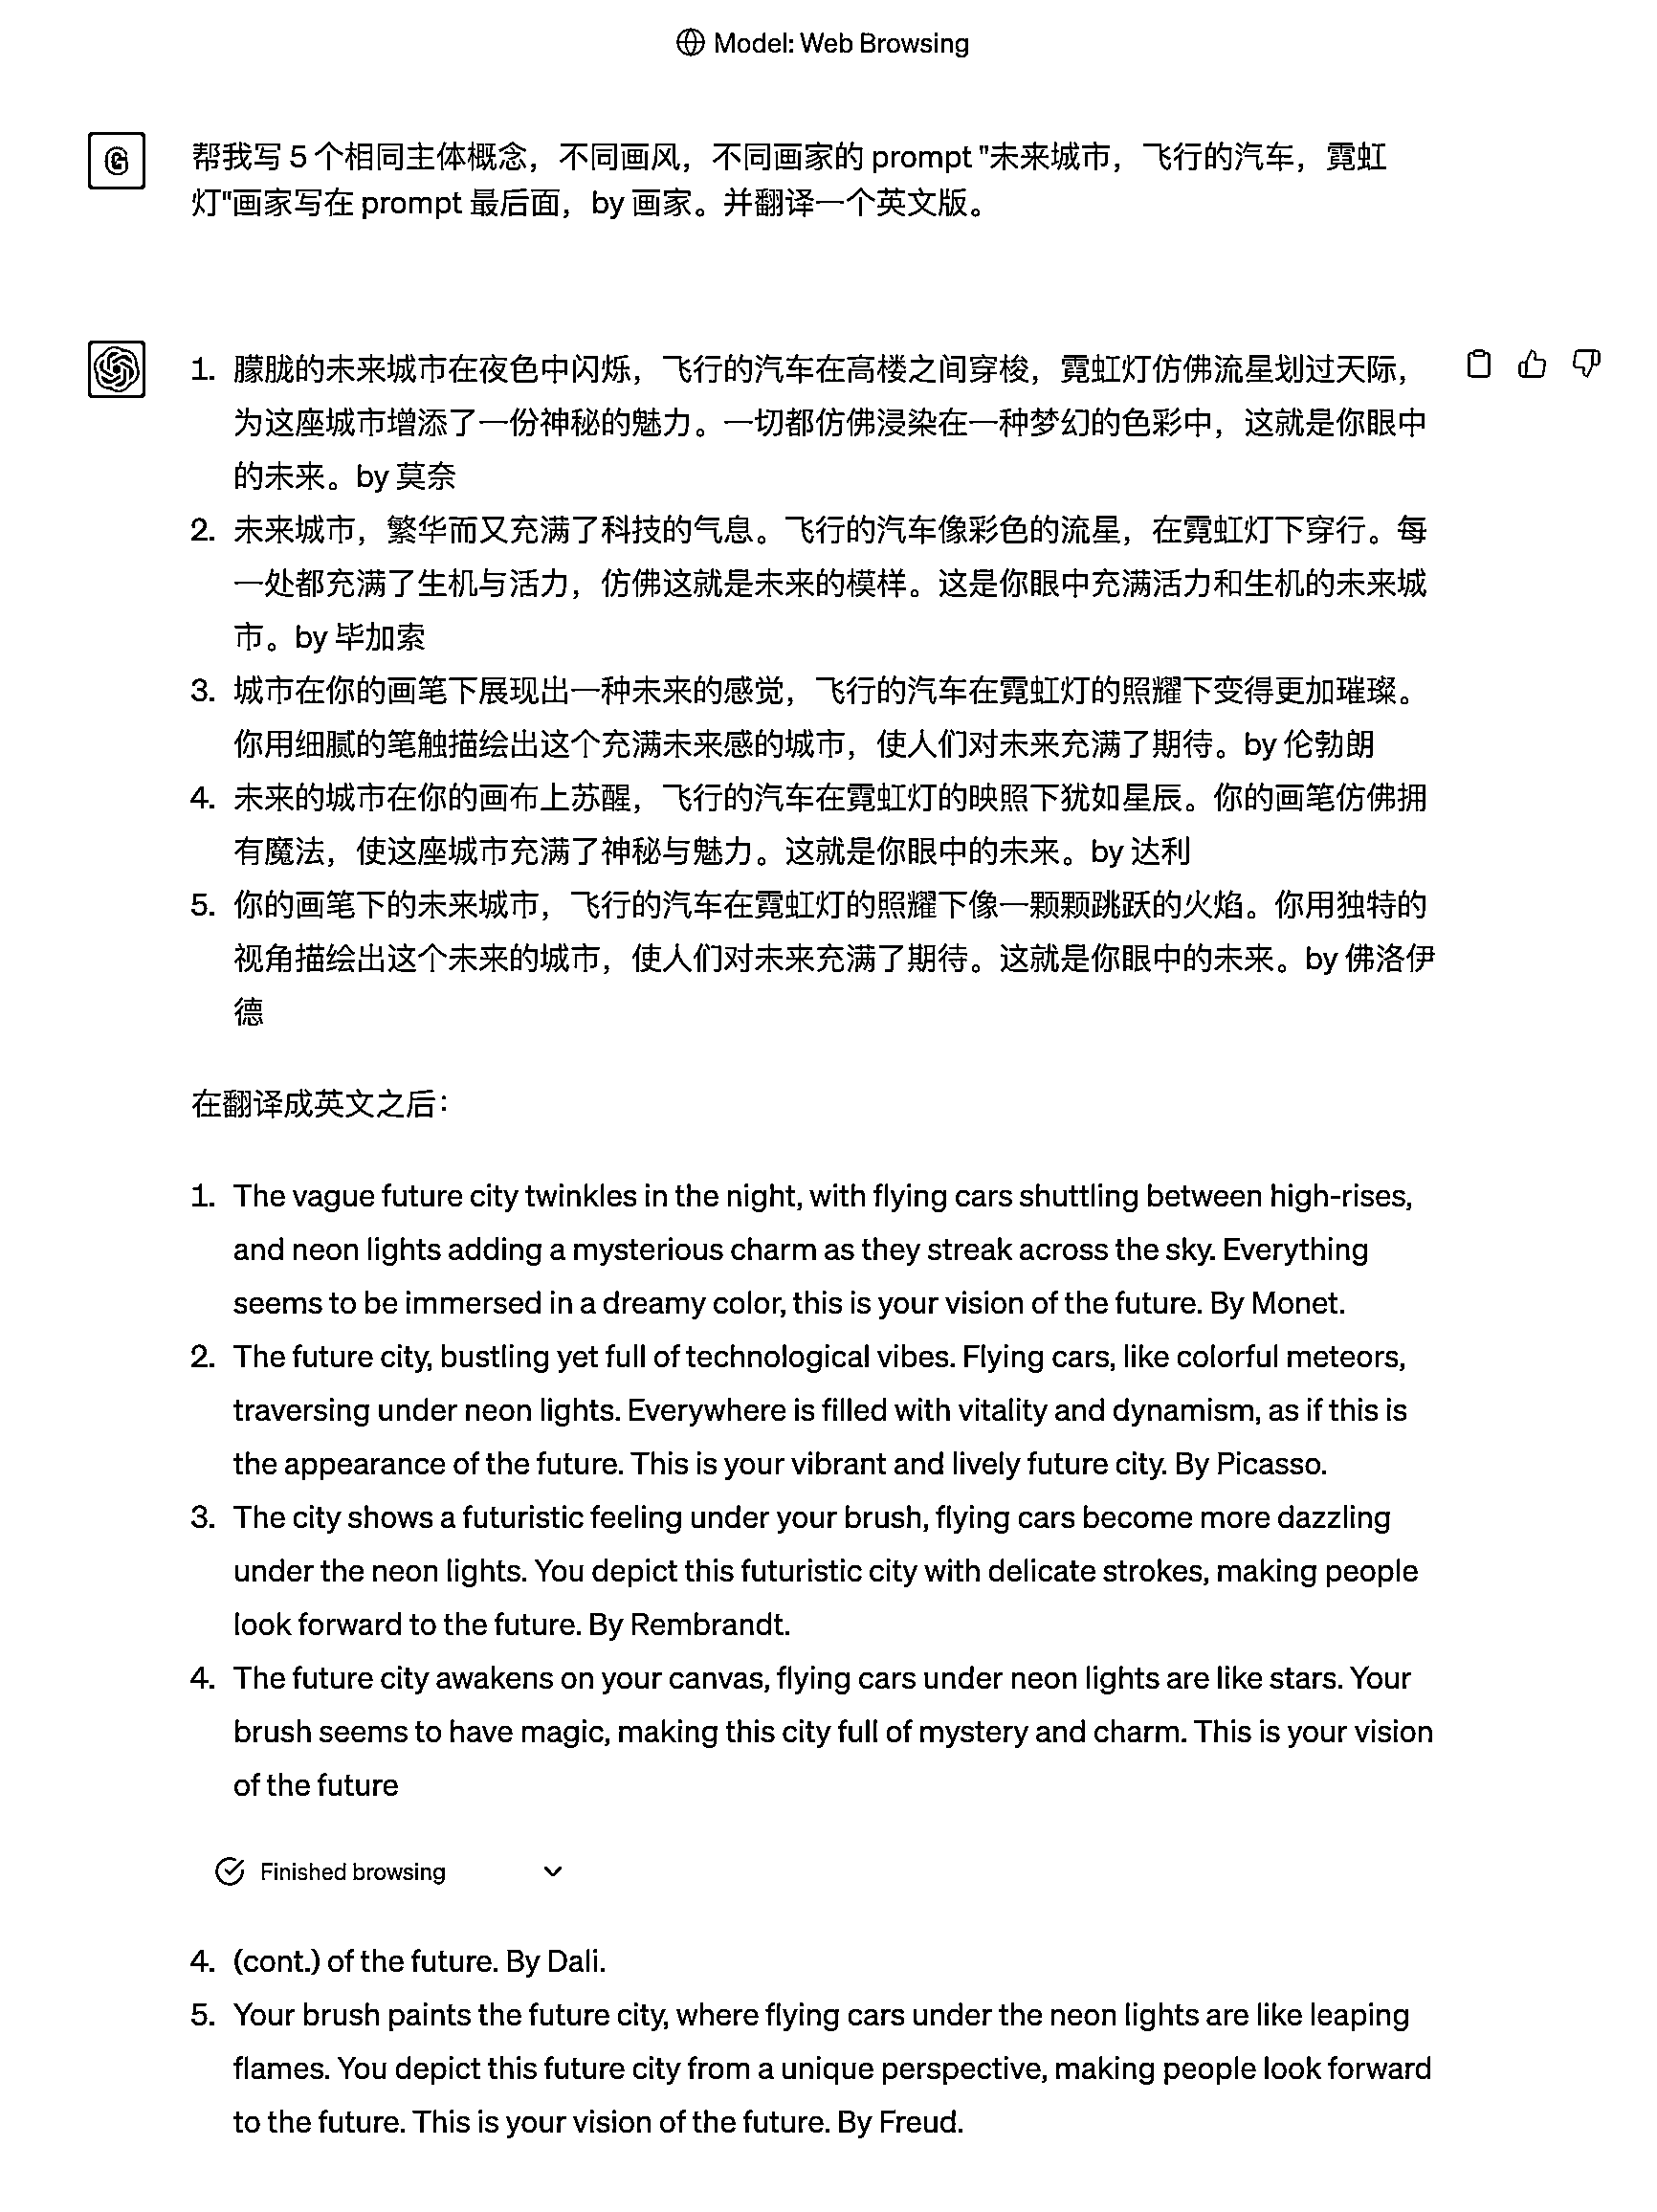 Model: Web Browsing
G
帮我写 5 个相同主体概念，不同画风，不同画家的 prompt "未来城市，飞行的汽车，霓虹
灯"画家写在 prompt 最后面，by 画家。并翻译一个英文版。
1. 朦胧的未来城市在夜色中闪烁，飞行的汽车在高楼之间穿梭，霓虹灯仿佛流星划过天际，
为这座城市增添了一份神秘的魅力。一切都仿佛浸染在一种梦幻的色彩中，这就是你眼中
的未来。by 莫奈
2. 未来城市，繁华而又充满了科技的气息。飞行的汽车像彩色的流星，在霓虹灯下穿行。每
一处都充满了生机与活力，仿佛这就是未来的模样。这是你眼中充满活力和生机的未来城
市。by 毕加索
3. 城市在你的画笔下展现出一种未来的感觉，飞行的汽车在霓虹灯的照耀下变得更加璀璨。
你用细腻的笔触描绘出这个充满未来感的城市，使人们对未来充满了期待。by 伦勃朗
4. 未来的城市在你的画布上苏醒，飞行的汽车在霓虹灯的映照下犹如星辰。你的画笔仿佛拥
有魔法，使这座城市充满了神秘与魅力。这就是你眼中的未来。by 达利
5. 你的画笔下的未来城市，飞行的汽车在霓虹灯的照耀下像一颗颗跳跃的火焰。你用独特的
视角描绘出这个未来的城市，使人们对未来充满了期待。这就是你眼中的未来。by 佛洛伊
德
在翻译成英文之后：
1. The vague future city twinkles in the night, with flying cars shuttling between high-rises,
and neon lights adding a mysterious charm as they streak across the sky. Everything
seems to be immersed in a dreamy color, this is your vision of the future. By Monet.
2. The future city, bustling yet full of technological vibes. Flying cars, like colorful meteors,
traversing under neon lights. Everywhere is filled with vitality and dynamism, as if this is
the appearance of the future. This is your vibrant and lively future city. By Picasso.
3. The city shows a futuristic feeling under your brush, flying cars become more dazzling
under the neon lights. You depict this futuristic city with delicate strokes, making people
look forward to the future. By Rembrandt.
4. The future city awakens on your canvas, flying cars under neon lights are like stars. Your
brush seems to have magic, making this city full of mystery and charm. This is your vision
of the future
Finished browsing
4. (cont.) of the future. By Dali.
5. Your brush paints the future city, where flying cars under the neon lights are like leaping
flames. You depict this future city from a unique perspective, making people look forward
to the future. This is your vision of the future. By Freud.